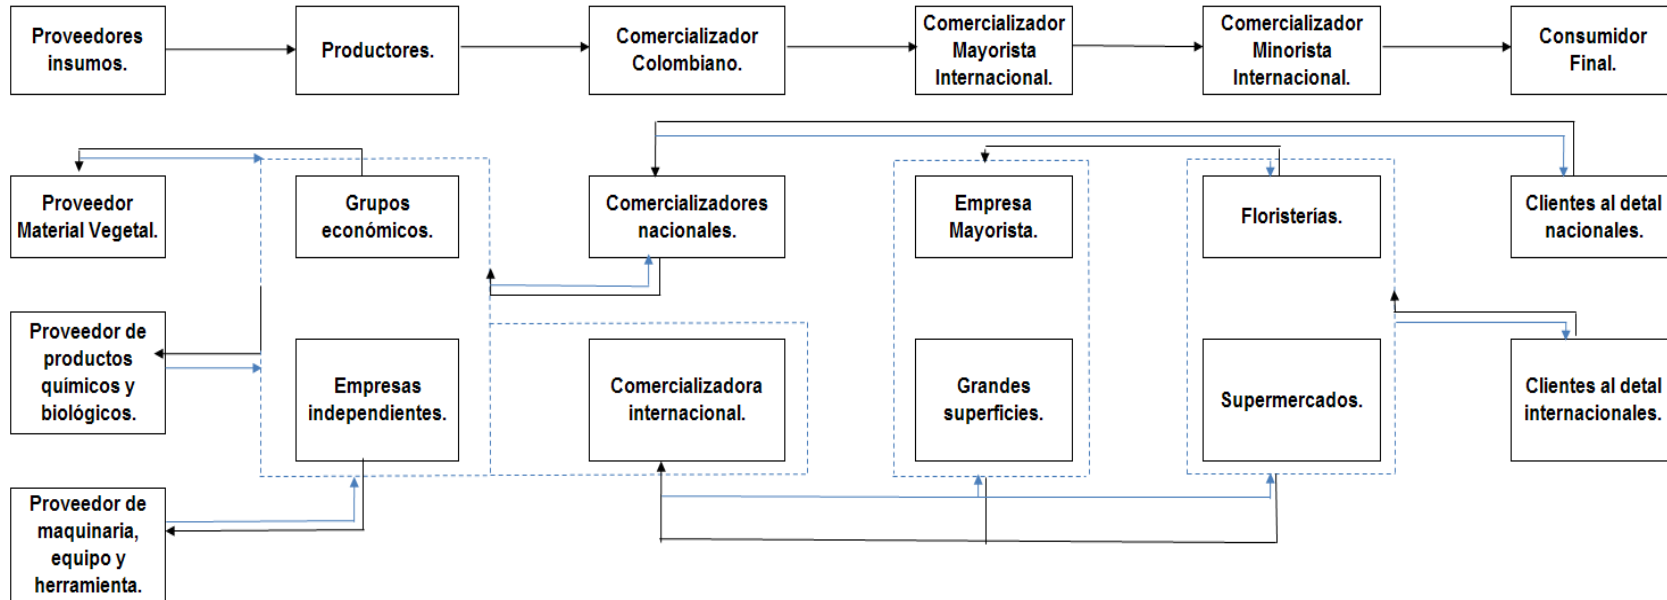 Proveedores
insumos.
Productores.
Comercializador
Colombiano.
Comercializador
Mayorista
Internacional.
Comercializador
Minorista
Internacional.
Consumidor
Final.
Proveedor
Material Vegetal.
Grupos
económicos.
Comercializadores
nacionales.
Empresa
Mayorista.
Floristerías.
Clientes al detal
nacionales.
Proveedor de
productos
químicos y
biológicos.
Empresas
independientes.
Comercializadora
internacional.
Grandes
superficies.
Supermercados.
Clientes al detal
internacionales.
Proveedor de
maquinaria,
equipo y
herramienta.